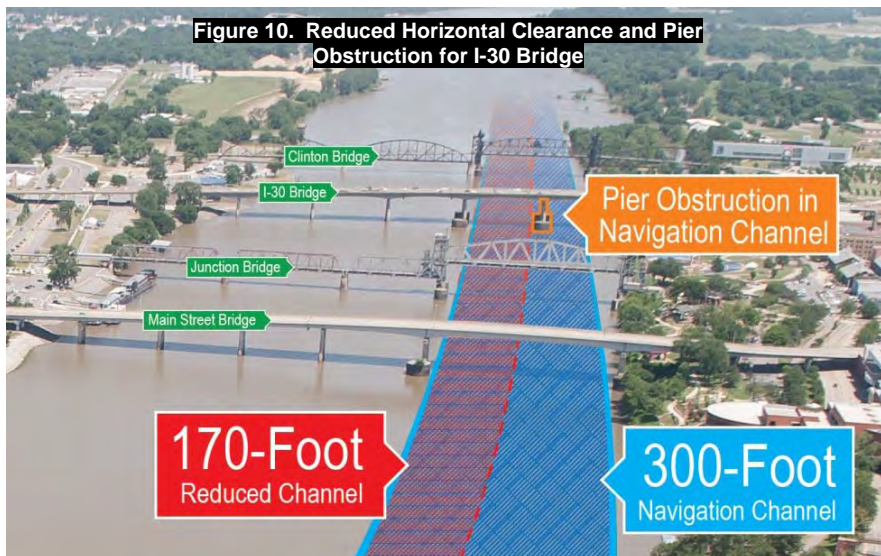 Figure 10.  Reduced Horizontal Clearance and Pier
Obstruction for I-30 Bridge
Clinton Bridge
I-30 Bridge
Pier Obstruction in
Navigation Channel
Junction Bridge
Main Street Bridge
170-Foot
Reduced Channel
300-Foot
Navigation Channel